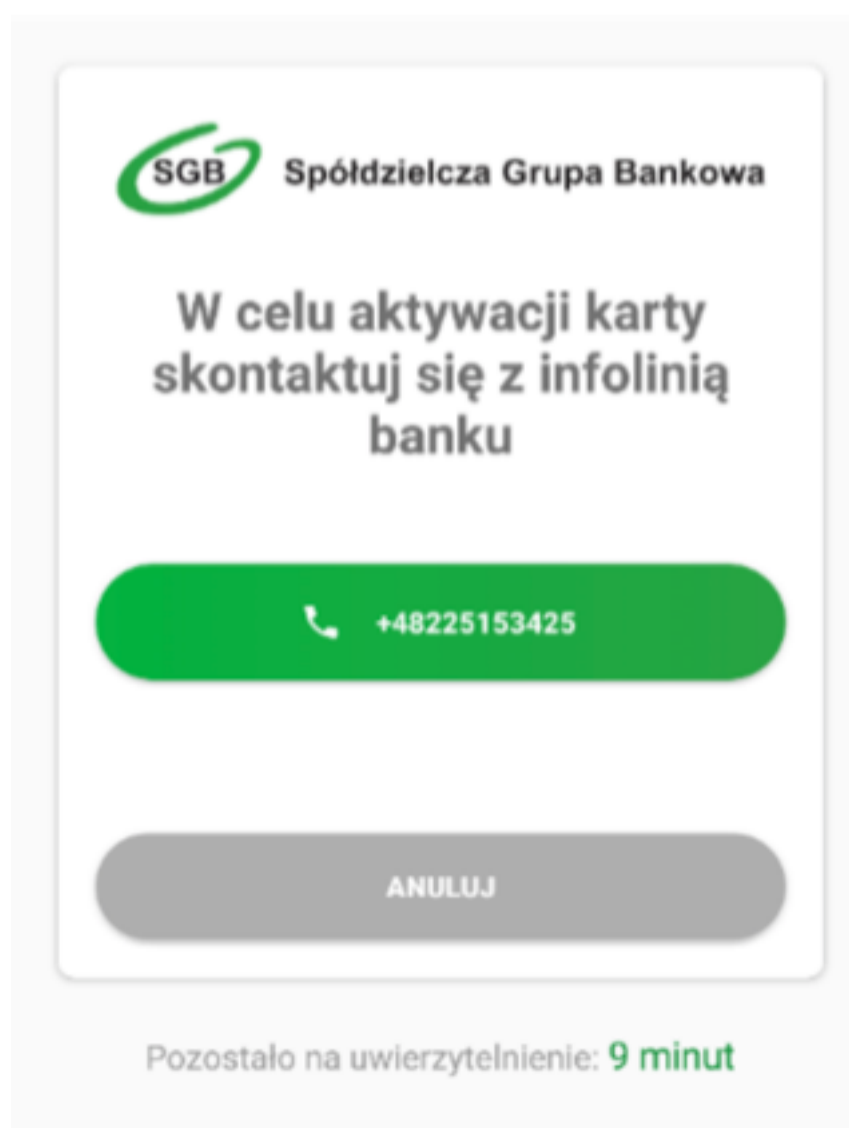 SGB Spółdzielcza Grupa Bankowa
W celu aktywacji karty
skontaktuj się z infolinią
banku
+48225153425
ANULUJ
Pozostało na uwierzytelnienie: 9 minut